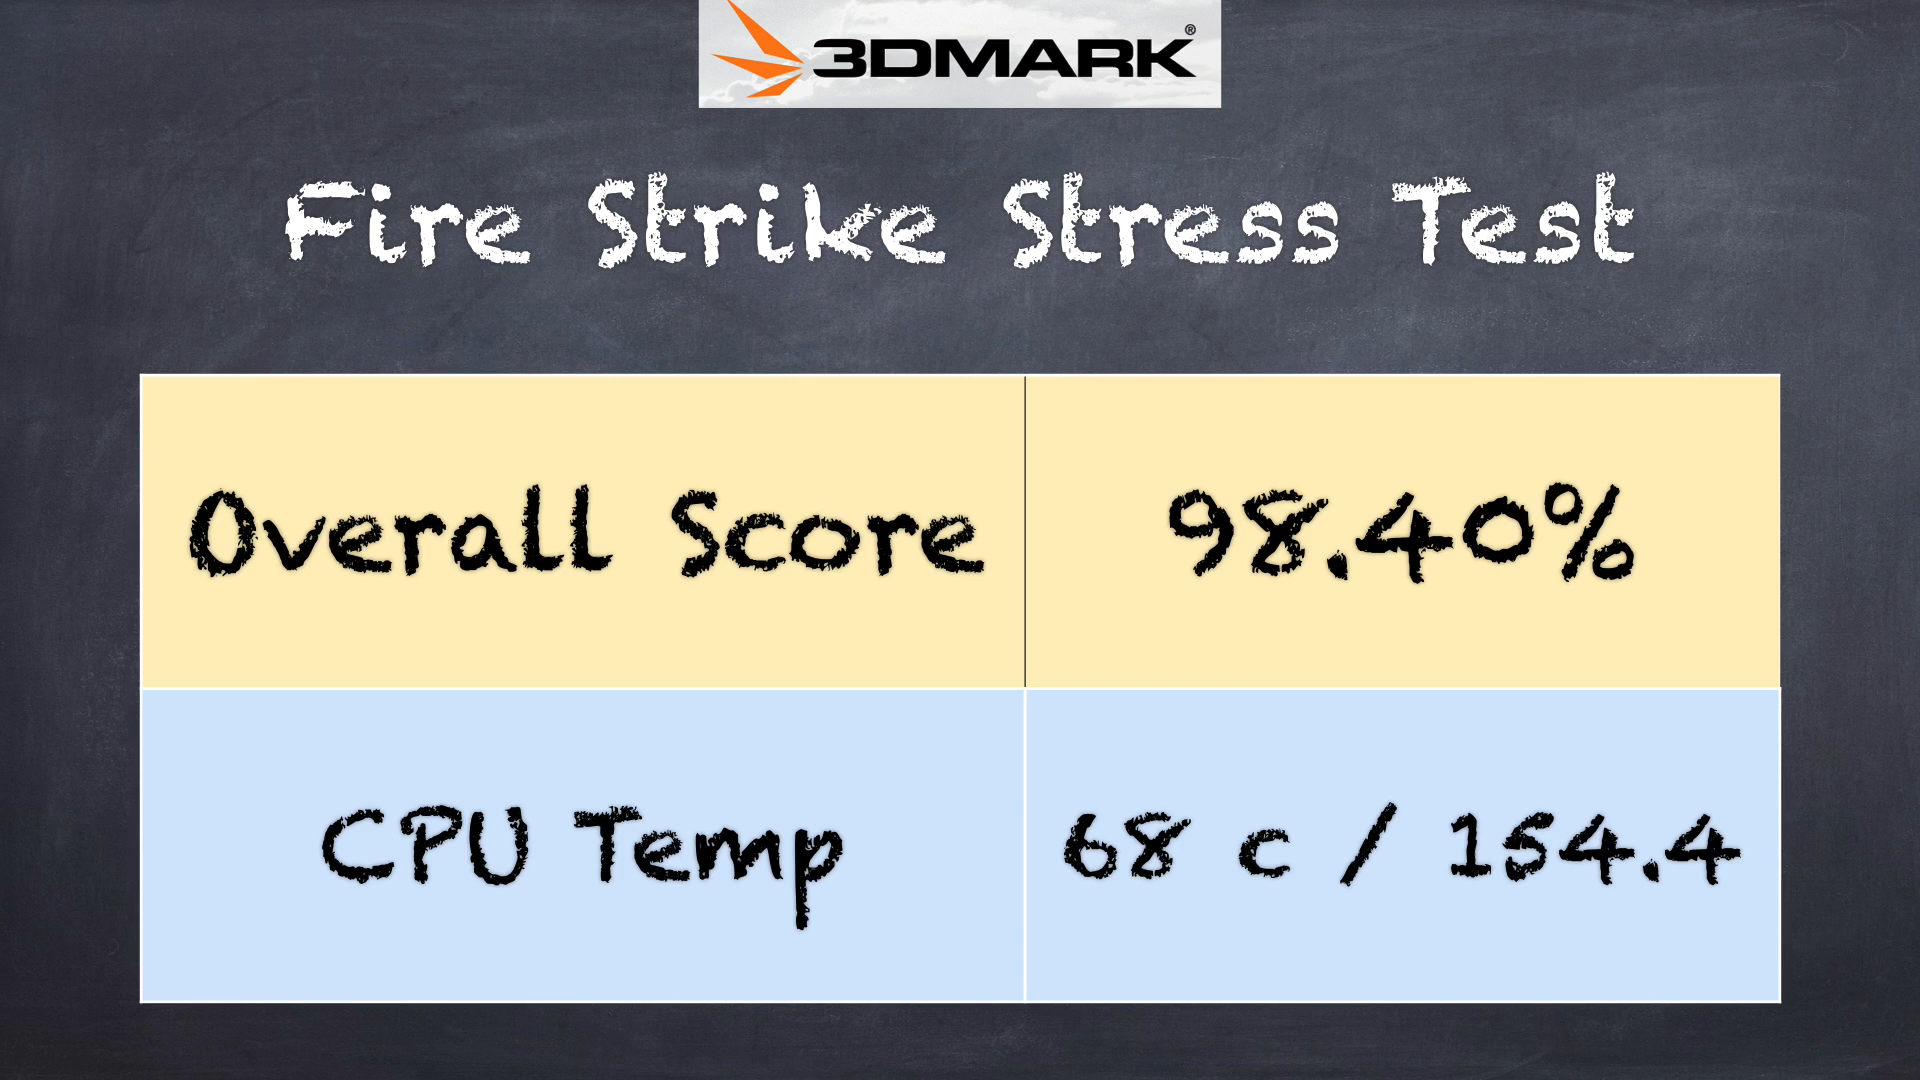 3DMARK®
Fire Strike Stress Test
Overall Score 98.40%
CPU Temp 68 c / 154.4